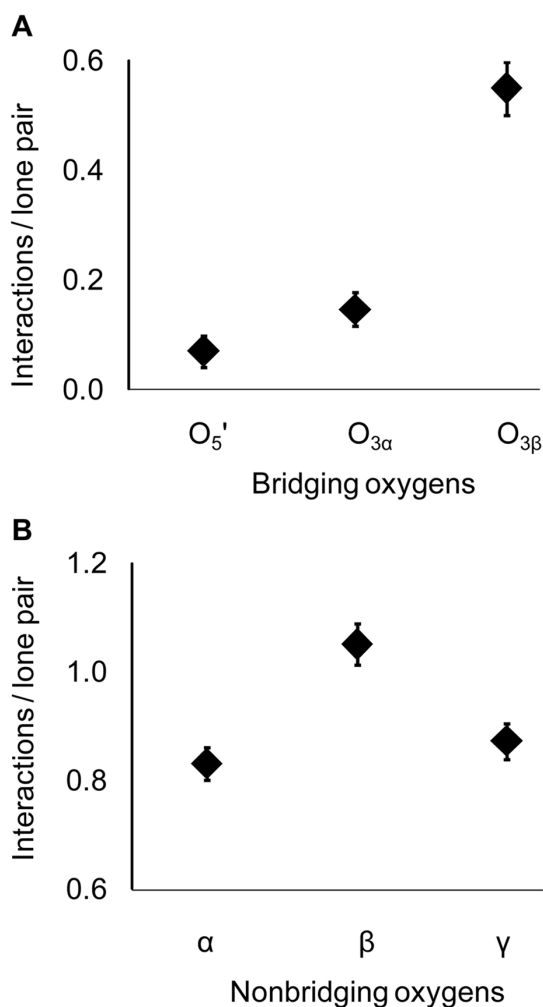 A
Interactions / lone pair
0.6
0.4
0.2
0.0
O₅' O₃α O₃β
Bridging oxygens
B
Interactions / lone pair
1.2
1.0
0.8
0.6
α β γ
Nonbridging oxygens